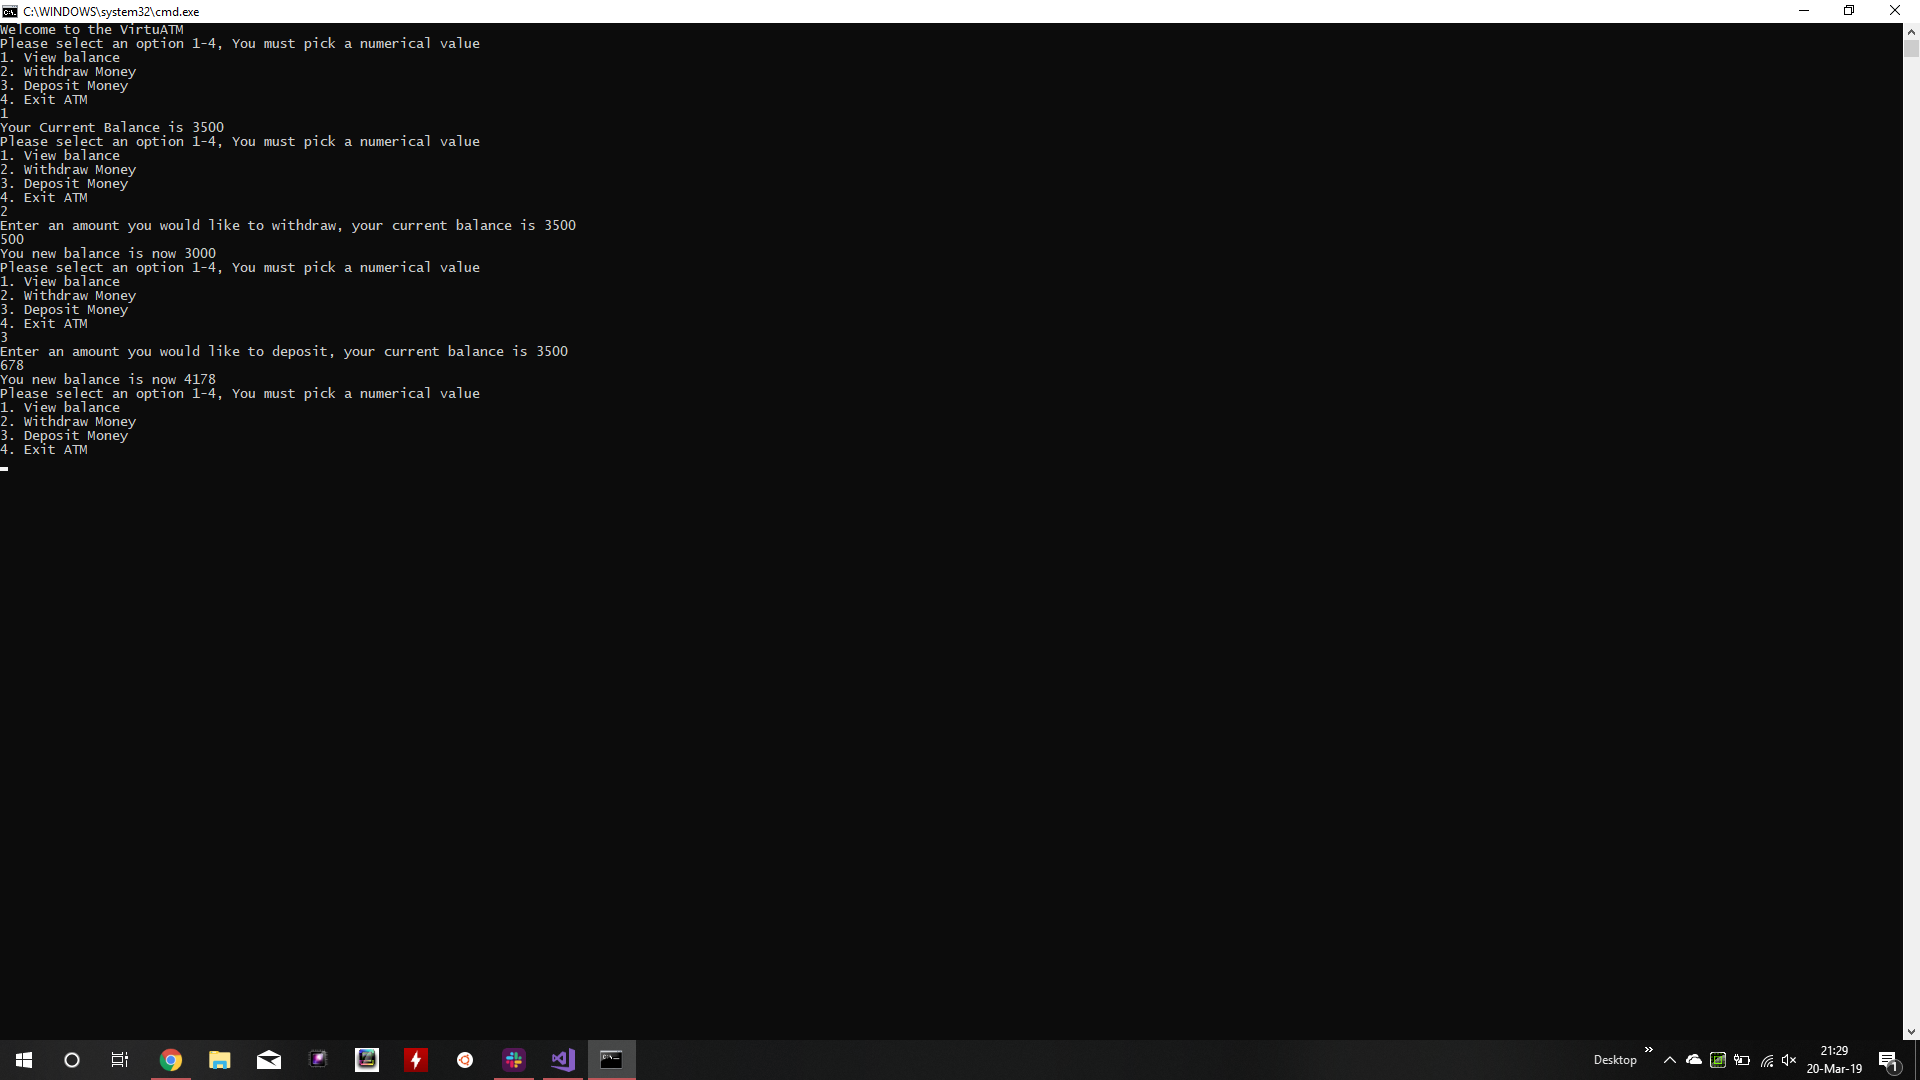 C:\WINDOWS\system32\cmd.exe
Welcome to the VirtuATM
Please select an option 1-4, You must pick a numerical value
1. View balance
2. Withdraw Money
3. Deposit Money
4. Exit ATM
1
Your Current Balance is 3500
Please select an option 1-4, You must pick a numerical value
1. View balance
2. Withdraw Money
3. Deposit Money
4. Exit ATM
2
Enter an amount you would like to withdraw, your current balance is 3500
500
You new balance is now 3000
Please select an option 1-4, You must pick a numerical value
1. View balance
2. Withdraw Money
3. Deposit Money
4. Exit ATM
3
Enter an amount you would like to deposit, your current balance is 3500
678
You new balance is now 4178
Please select an option 1-4, You must pick a numerical value
1. View balance
2. Withdraw Money
3. Deposit Money
4. Exit ATM
Desktop
21:29
20-Mar-19
1